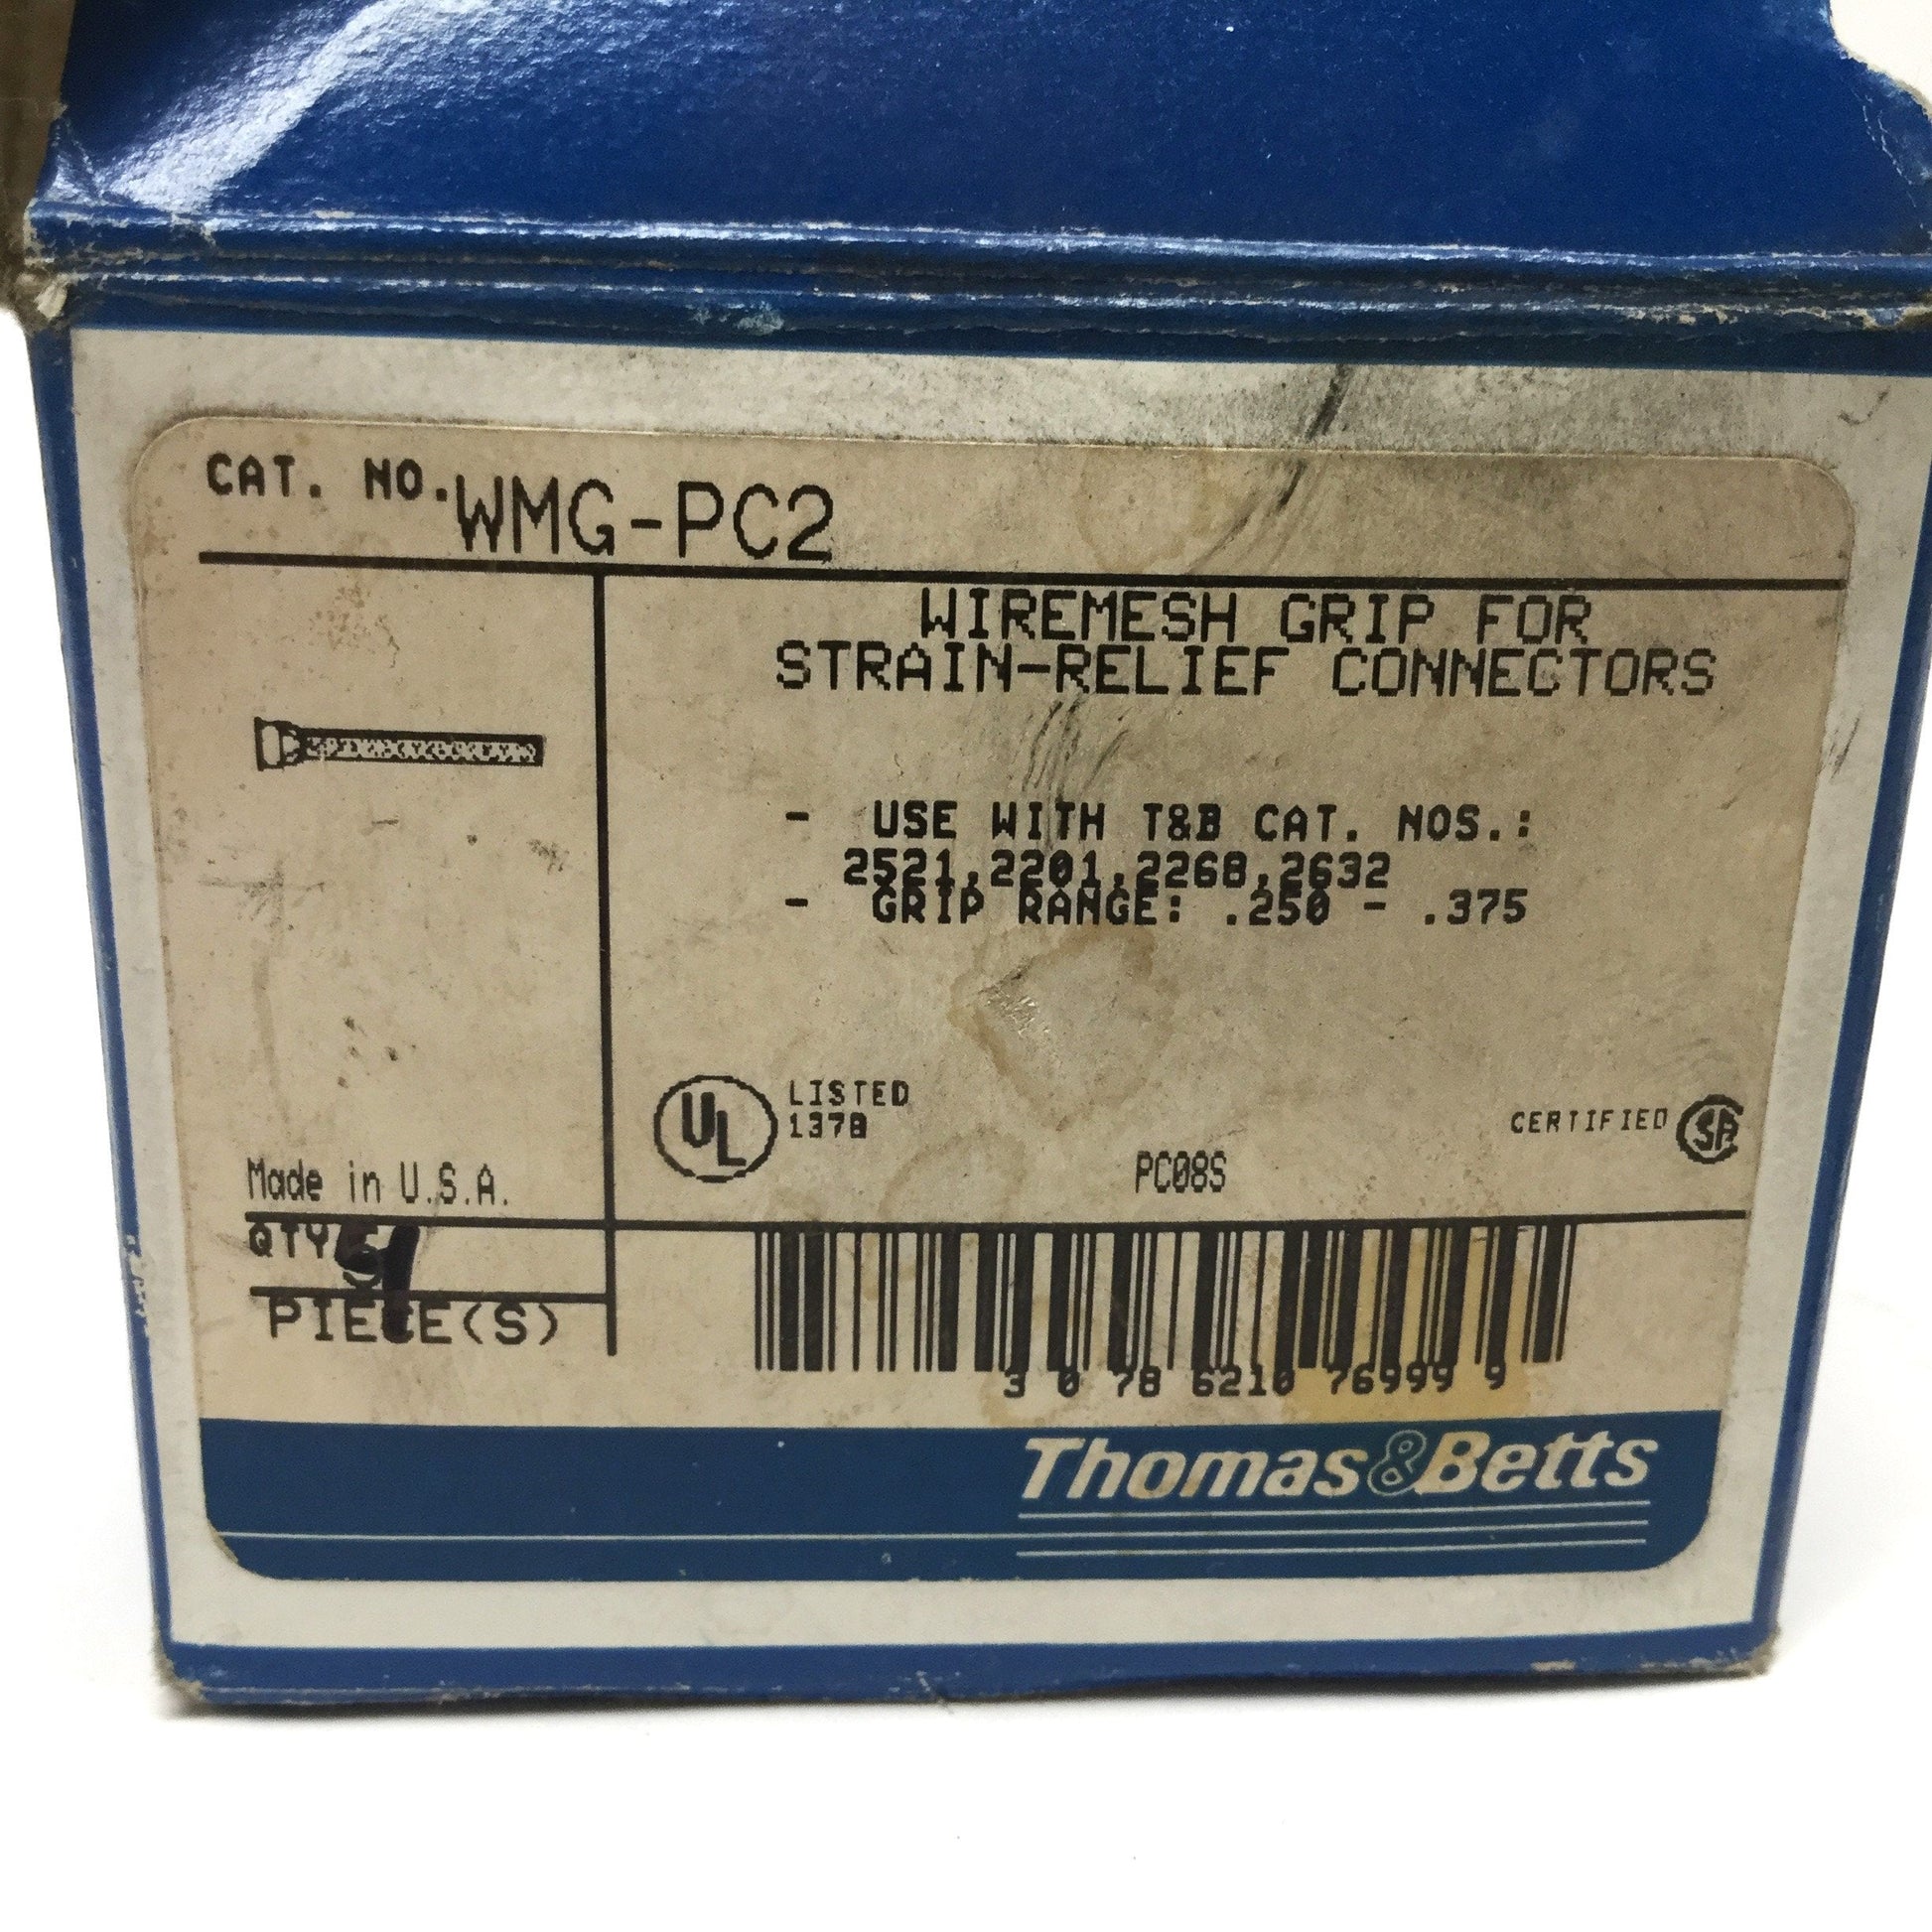 CAT. NO. WMG-PC2
WIREMESH GRIP FOR
STRAIN-RELIEF CONNECTORS
- USE WITH T&B CAT. NOS.:
2521,2201,2268,2632
- GRIP RANGE: .250 - .375
UL LISTED
1378
CERTIFIED SA
PC08S
Made in U.S.A.
QTY
PIECE(S)
3 0 78 6210 76999 9
Thomas&Betts